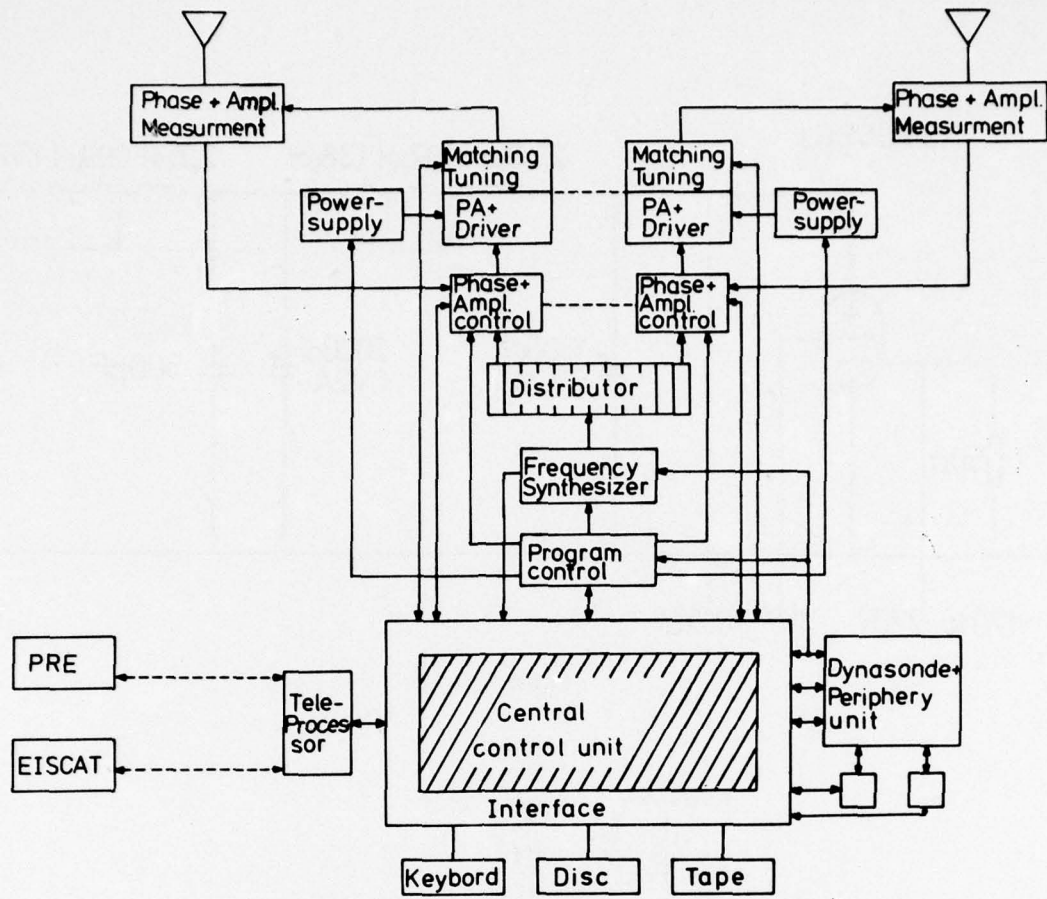 Phase + Ampl.
Measurment
Phase + Ampl.
Measurment
Matching
Tuning
Matching
Tuning
Power-
supply
PA+
Driver
PA+
Driver
Power-
supply
Phase+
Ampl.
control
Phase+
Ampl.
control
Distributor
Frequency
Synthesizer
Program
control
PRE
EISCAT
Tele-
Proces
sor
Central
control unit
Interface
Dynasonde+
Periphery
unit
Keybord
Disc
Tape